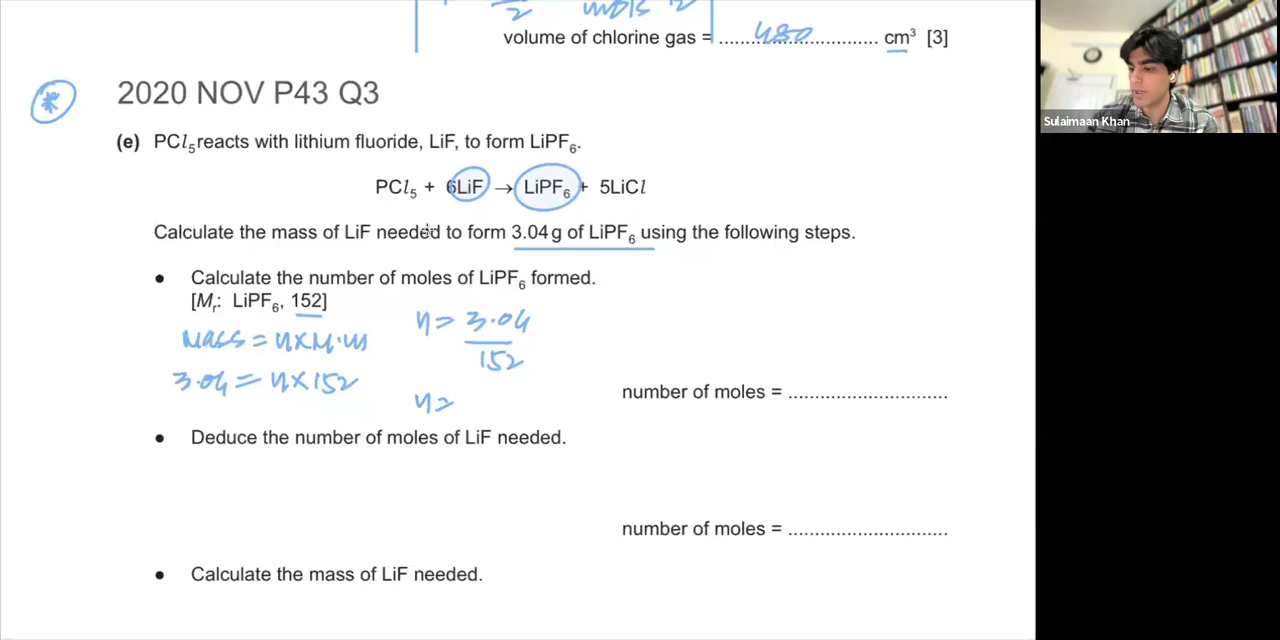 2 mols 12
volume of chlorine gas = ....480.... cm³ [3]
* 2020 NOV P43 Q3
(e) PCl₅ reacts with lithium fluoride, LiF, to form LiPF₆.
PCl₅ + 6LiF → LiPF₆ + 5LiCl
Calculate the mass of LiF needed to form 3.04 g of LiPF₆ using the following steps.
● Calculate the number of moles of LiPF₆ formed.
[Mᵣ: LiPF₆, 152]
Mass = n×M.m
3.04 = n×152
n = 3.04
152
n =
number of moles = ..............................
● Deduce the number of moles of LiF needed.
number of moles = ..............................
● Calculate the mass of LiF needed.
Sulaimaan Khan